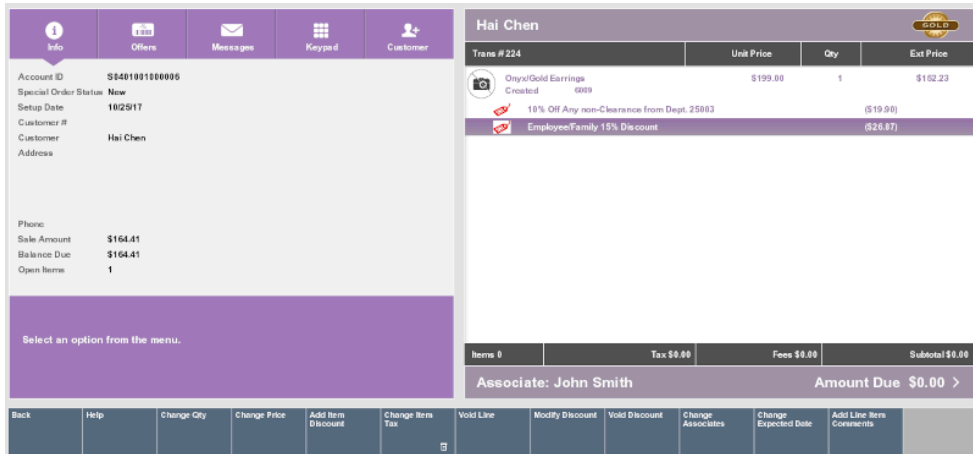 Info
Offers
Messages
Keypad
Customer
Account ID S0401001000006
Special Order Status New
Setup Date 10/25/17
Customer #
Customer Hai Chen
Address
Phone
Sale Amount $164.41
Balance Due $164.41
Open Items 1
Select an option from the menu.
Hai Chen
GOLD
Trans # 224 Unit Price Qty Ext Price
Onyx/Gold Earrings $199.00 1 $152.23
Created 6009
10% Off Any non-Clearance from Dept. 25003 ($19.90)
Employee/Family 15% Discount ($26.87)
Items 0 Tax $0.00 Fees $0.00 Subtotal $0.00
Associate: John Smith Amount Due $0.00 >
Back
Help
Change Qty
Change Price
Add Item
Discount
Change Item
Tax
Void Line
Modify Discount
Void Discount
Change
Associates
Change
Expected Date
Add Line Item
Comments